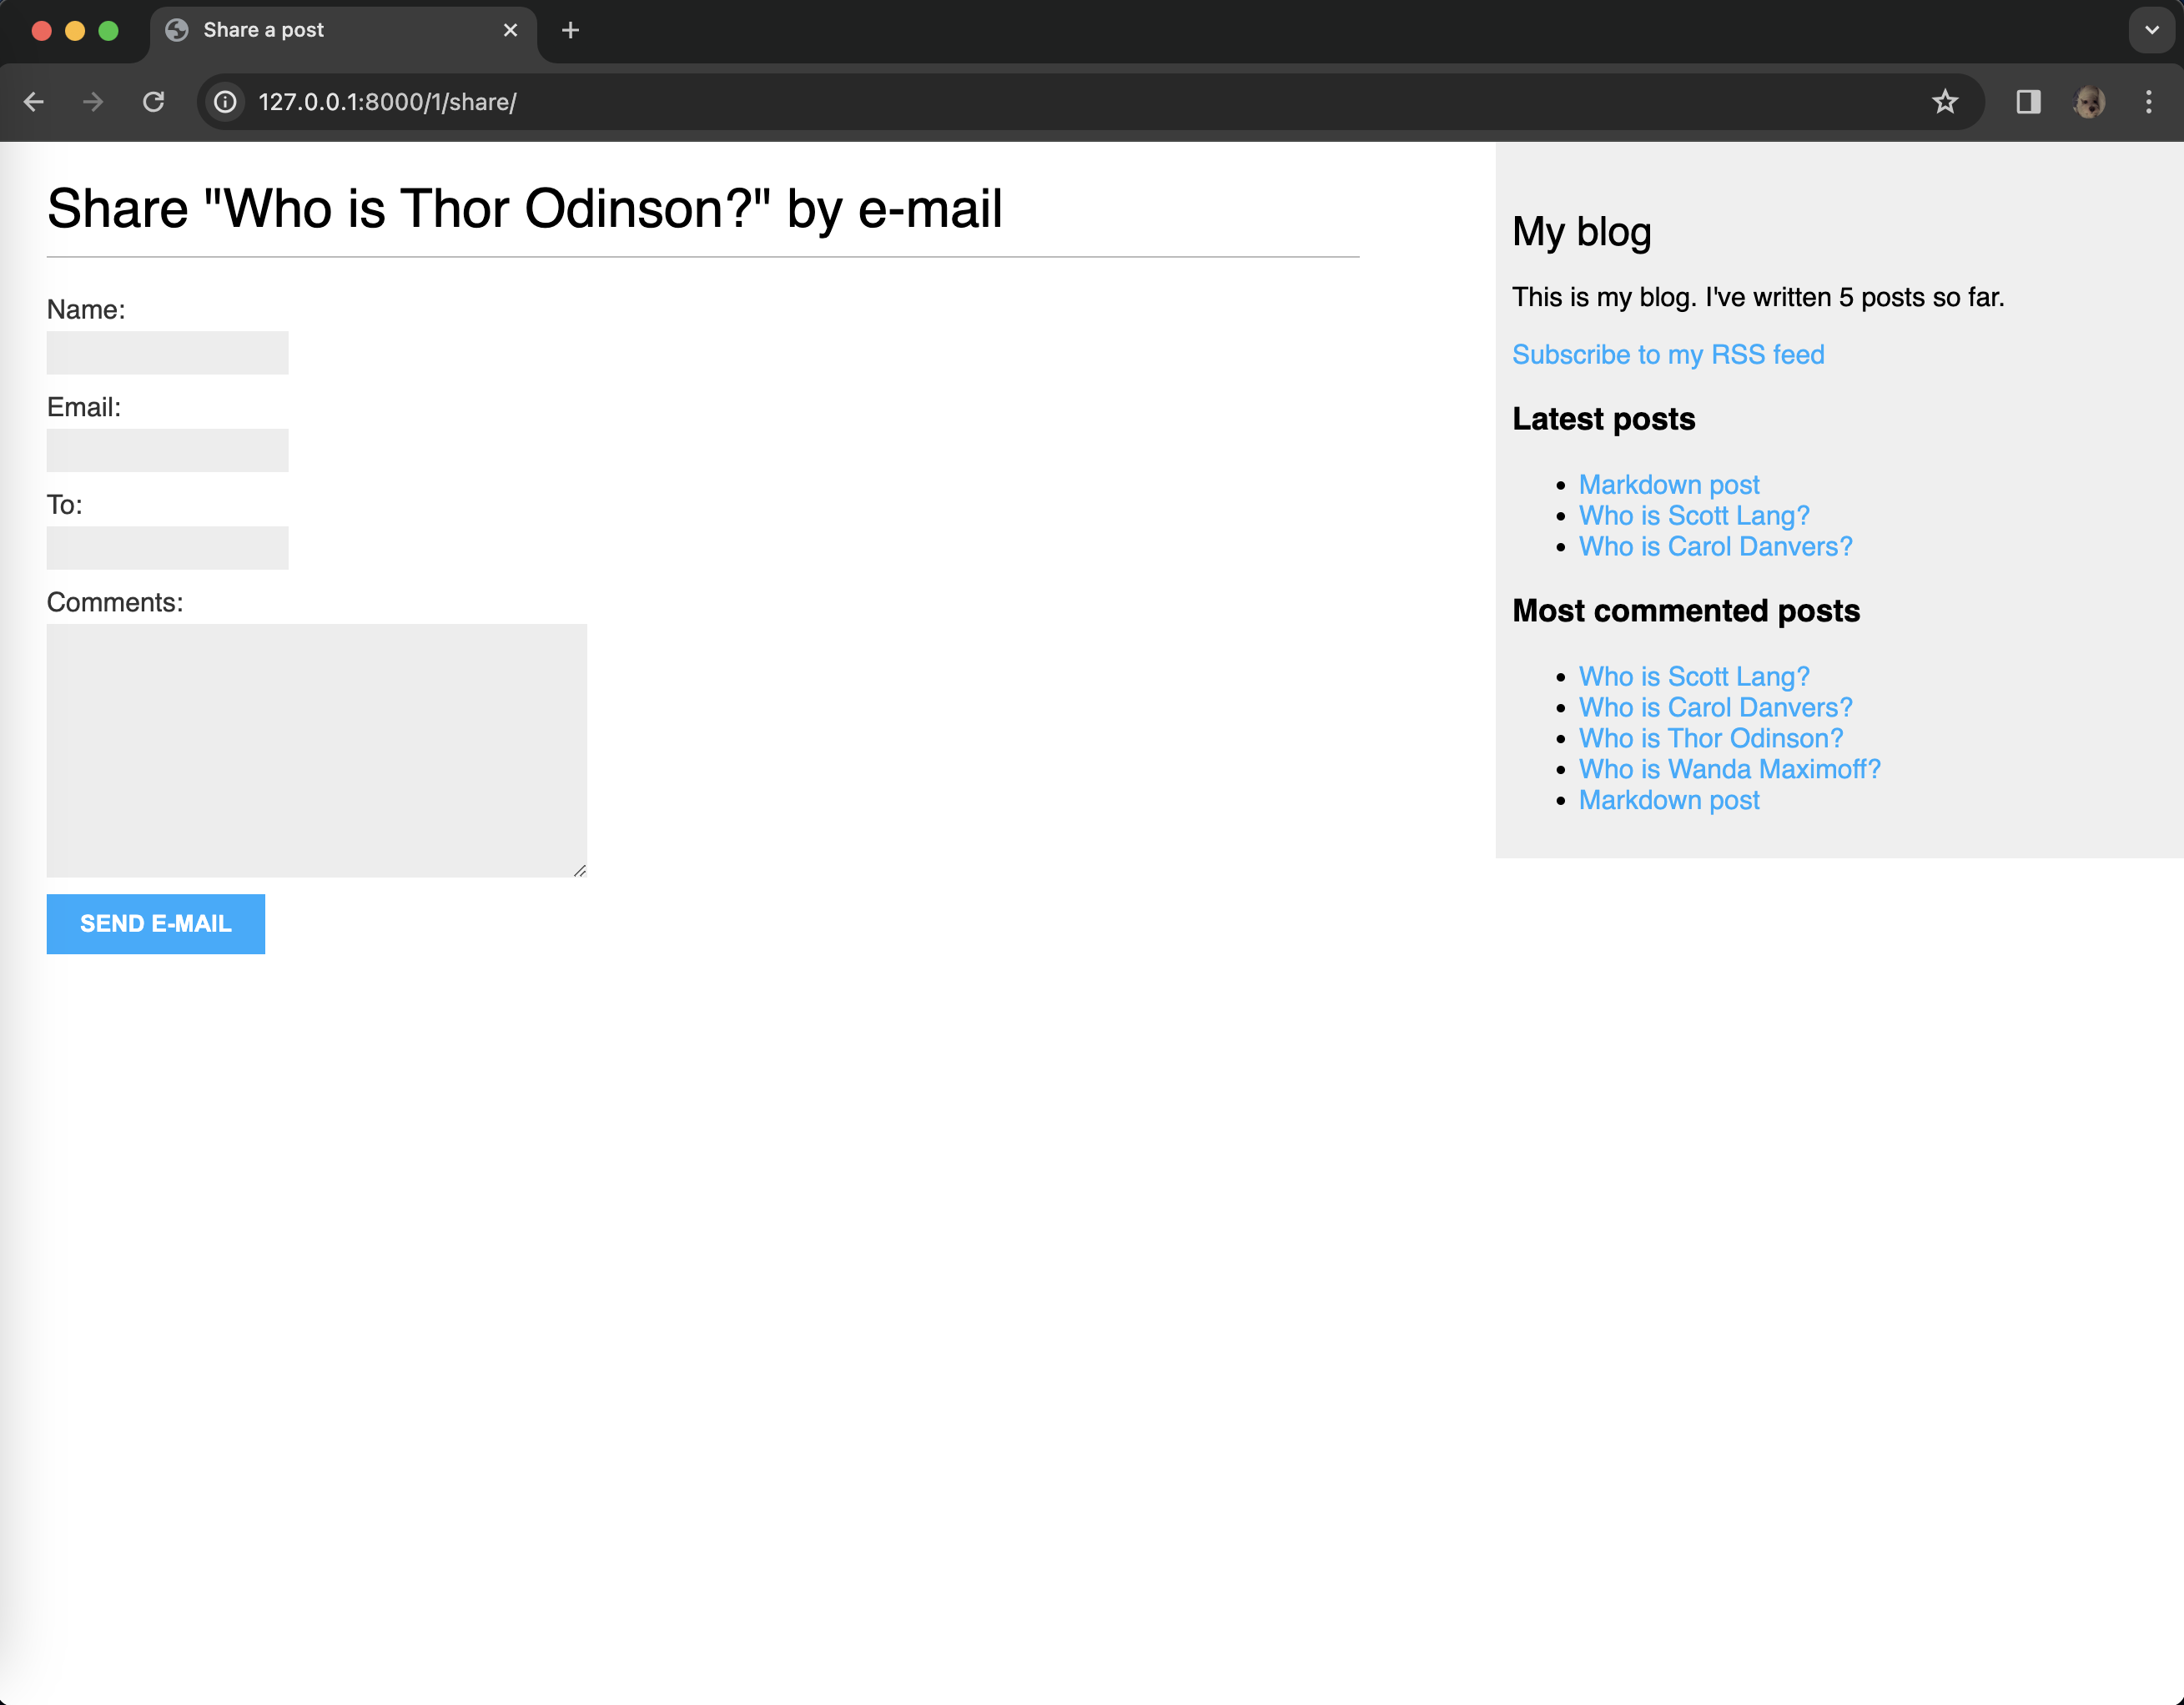 Share a post
127.0.0.1:8000/1/share/
Share "Who is Thor Odinson?" by e-mail
Name:
Email:
To:
Comments:
SEND E-MAIL
My blog
This is my blog. I've written 5 posts so far.
Subscribe to my RSS feed
Latest posts
Markdown post
Who is Scott Lang?
Who is Carol Danvers?
Most commented posts
Who is Scott Lang?
Who is Carol Danvers?
Who is Thor Odinson?
Who is Wanda Maximoff?
Markdown post